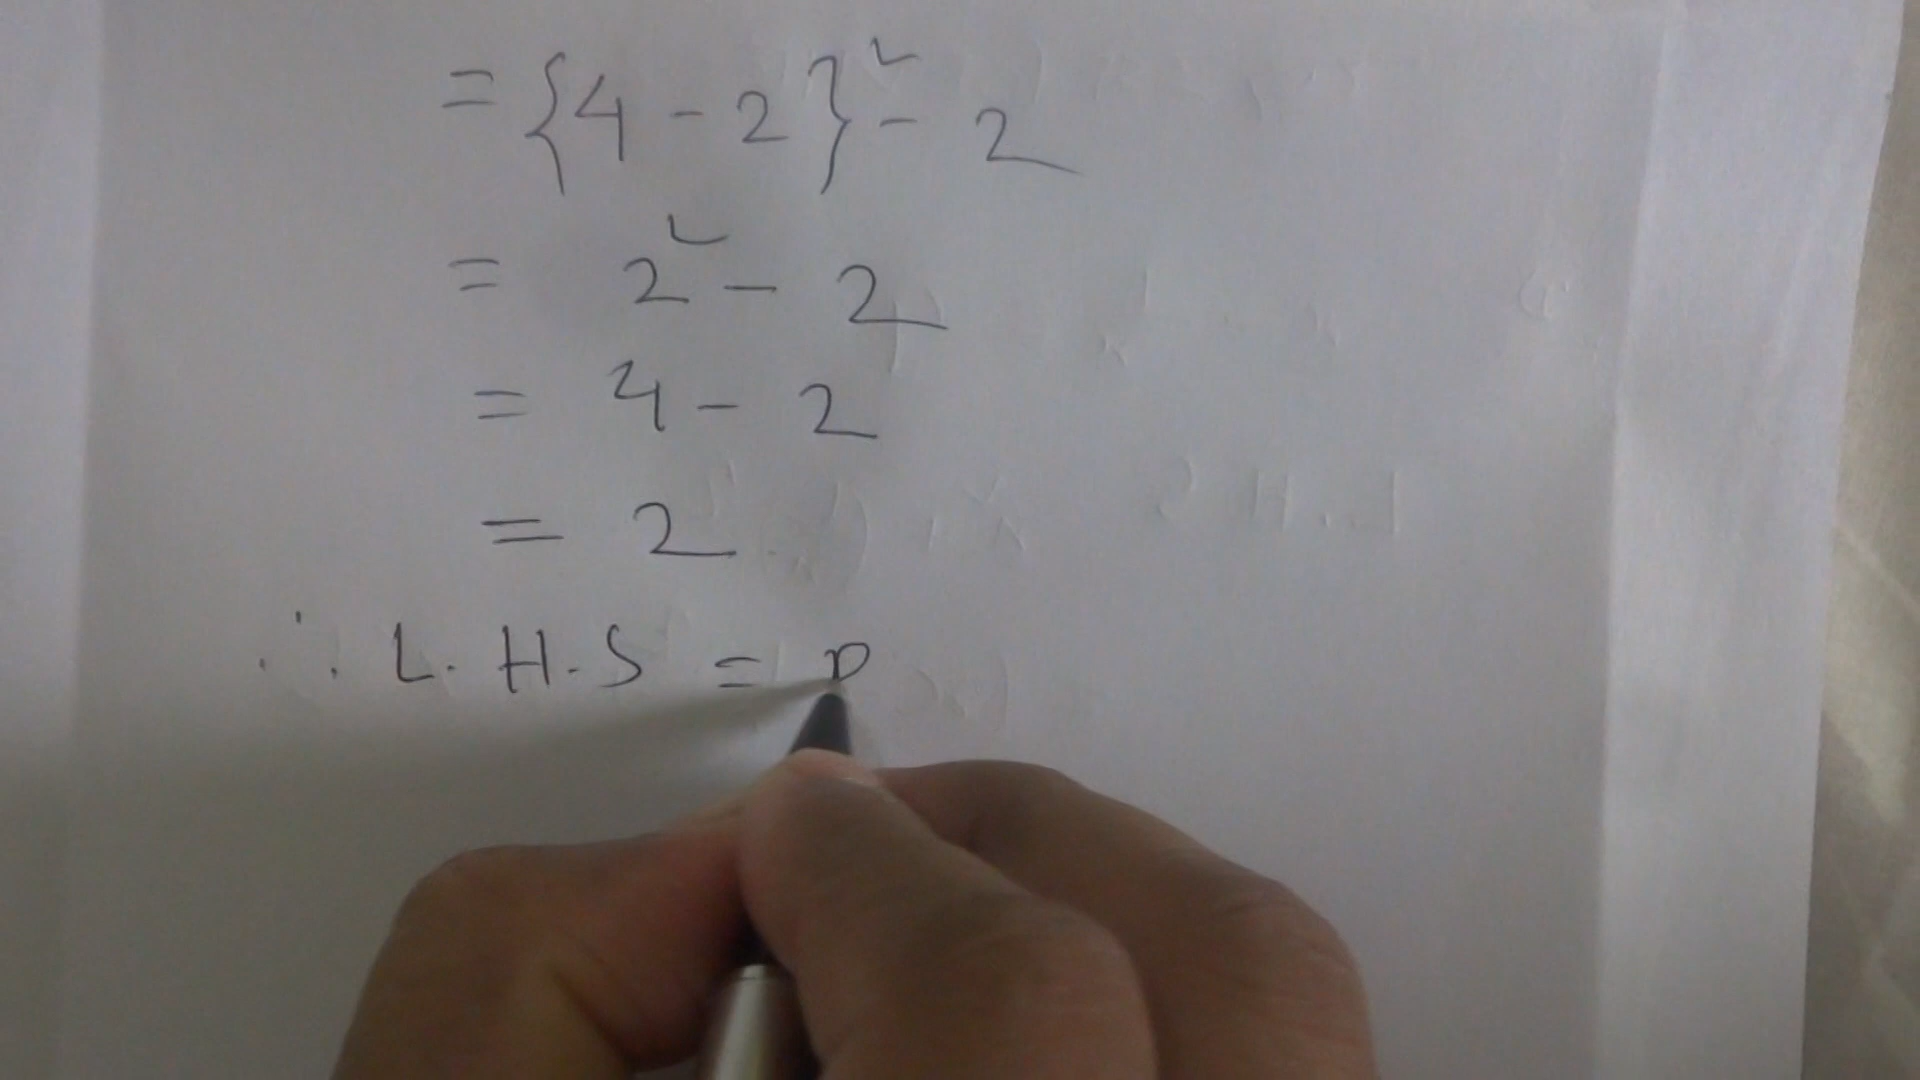 = {4 - 2}² - 2
= 2² - 2
= 4 - 2
= 2
∴ L.H.S =